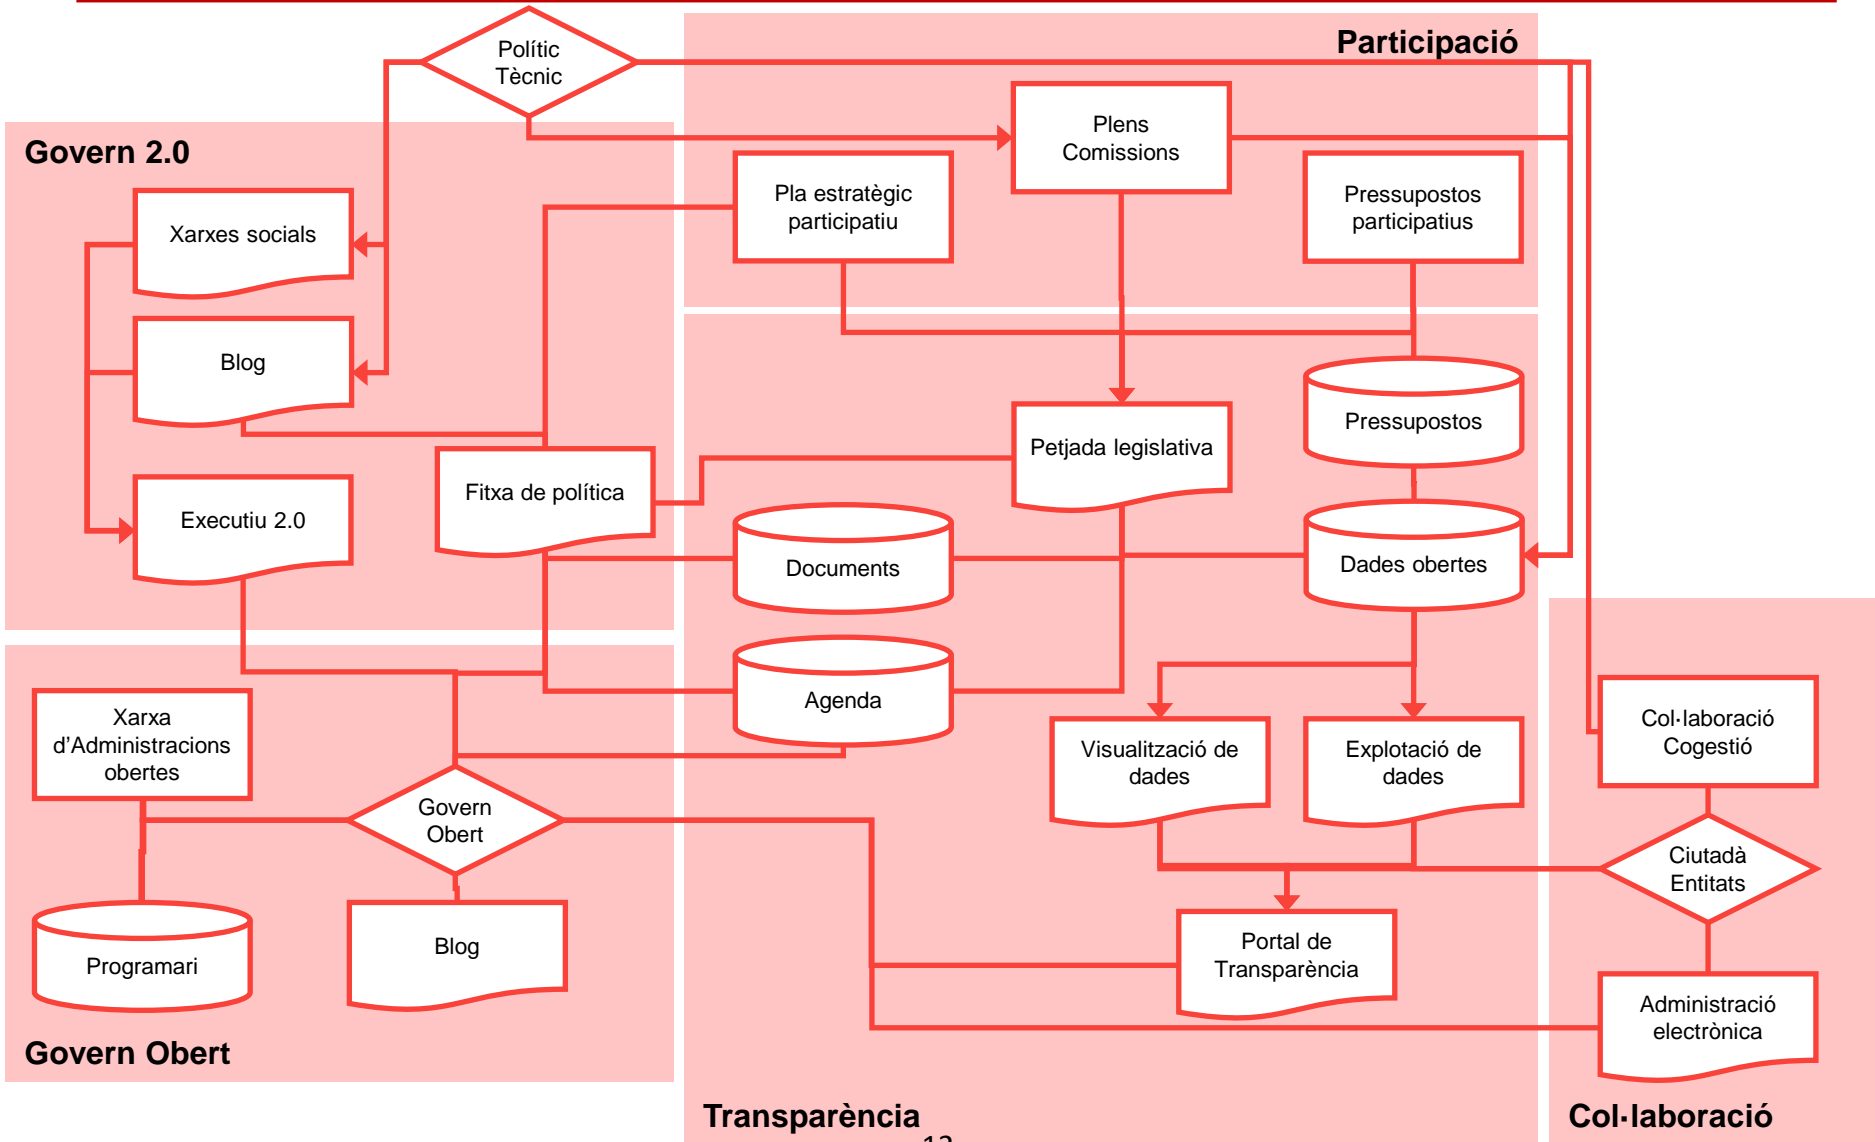 Polític
Tècnic
Participació
Plens
Comissions
Govern 2.0
Pla estratègic
participatiu
Pressupostos
participatius
Xarxes socials
Blog
Pressupostos
Petjada legislativa
Fitxa de política
Executiu 2.0
Documents
Dades obertes
Agenda
Xarxa
d'Administracions
obertes
Visualització de
dades
Explotació de
dades
Col·laboració
Cogestió
Govern
Obert
Ciutadà
Entitats
Programari
Blog
Portal de
Transparència
Administració
electrònica
Govern Obert
Transparència
Col·laboració